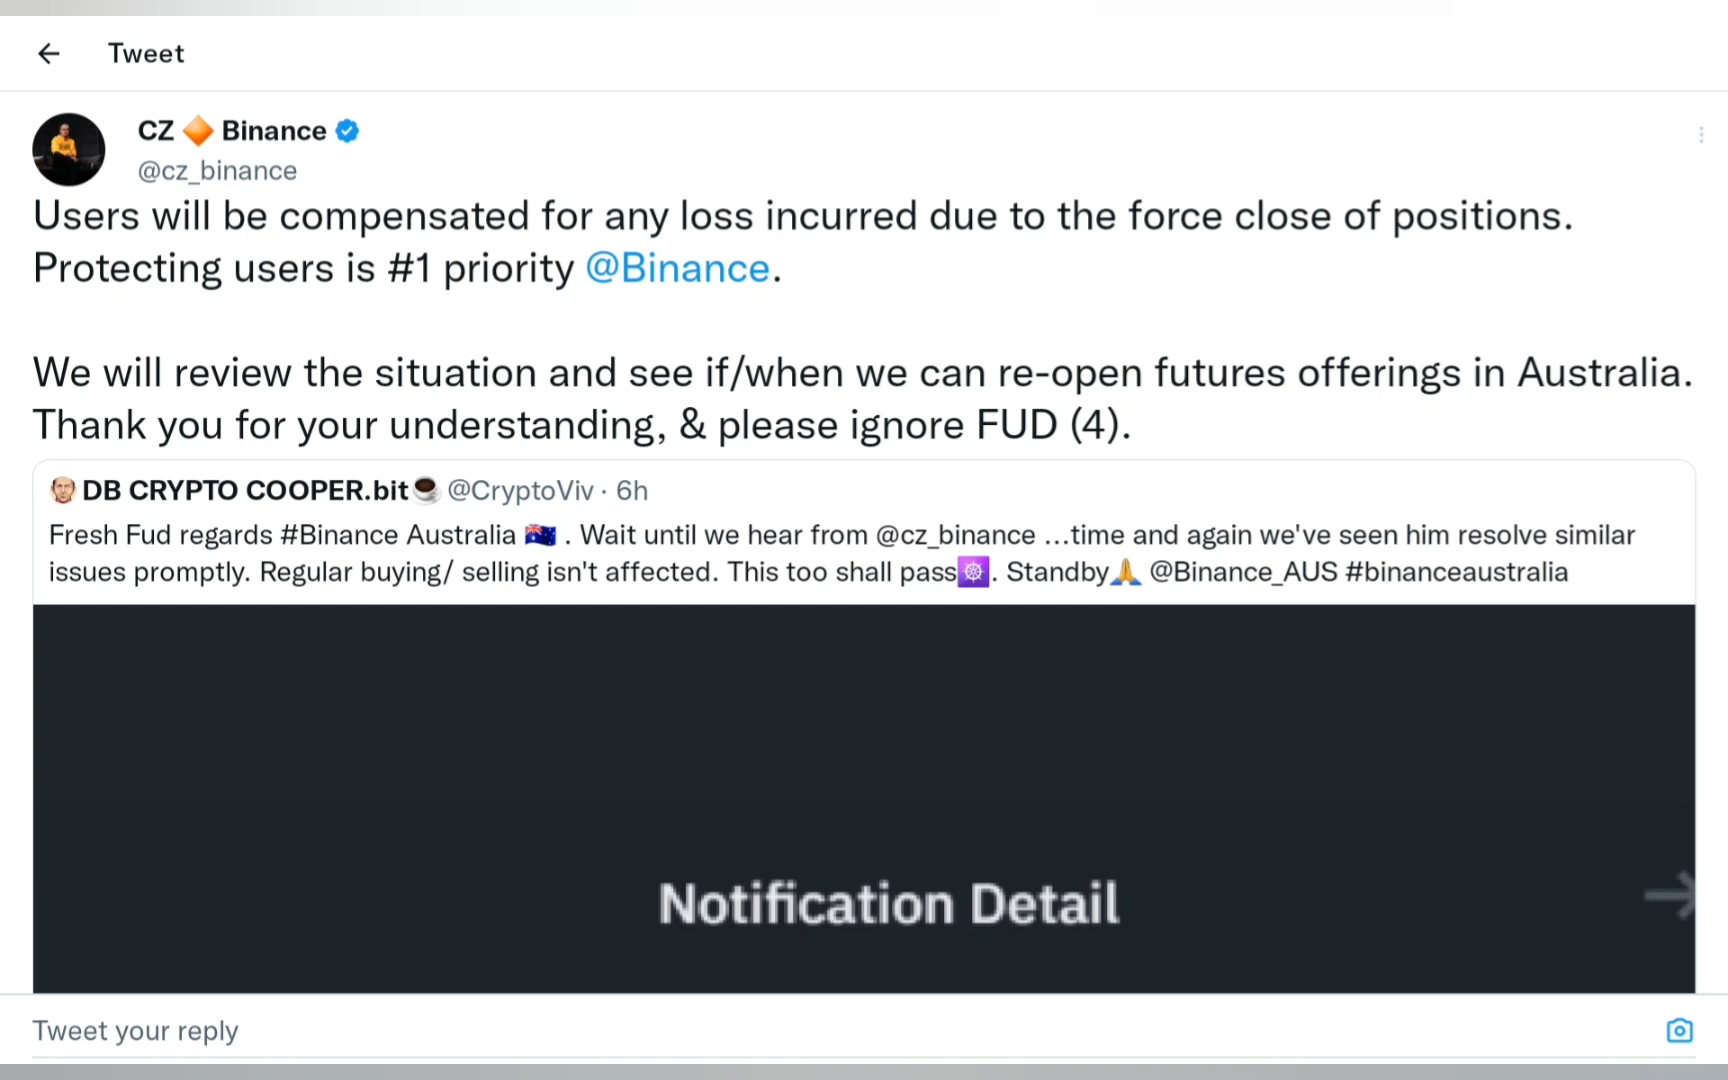 Tweet
CZ 🔶 Binance
@cz_binance
Users will be compensated for any loss incurred due to the force close of positions.
Protecting users is #1 priority @Binance.
We will review the situation and see if/when we can re-open futures offerings in Australia.
Thank you for your understanding, & please ignore FUD (4).
DB CRYPTO COOPER.bit☕ @CryptoViv · 6h
Fresh Fud regards #Binance Australia 🇦🇺 . Wait until we hear from @cz_binance ...time and again we've seen him resolve similar
issues promptly. Regular buying/ selling isn't affected. This too shall pass☸️. Standby🙏 @Binance_AUS #binanceaustralia
Notification Detail
Tweet your reply